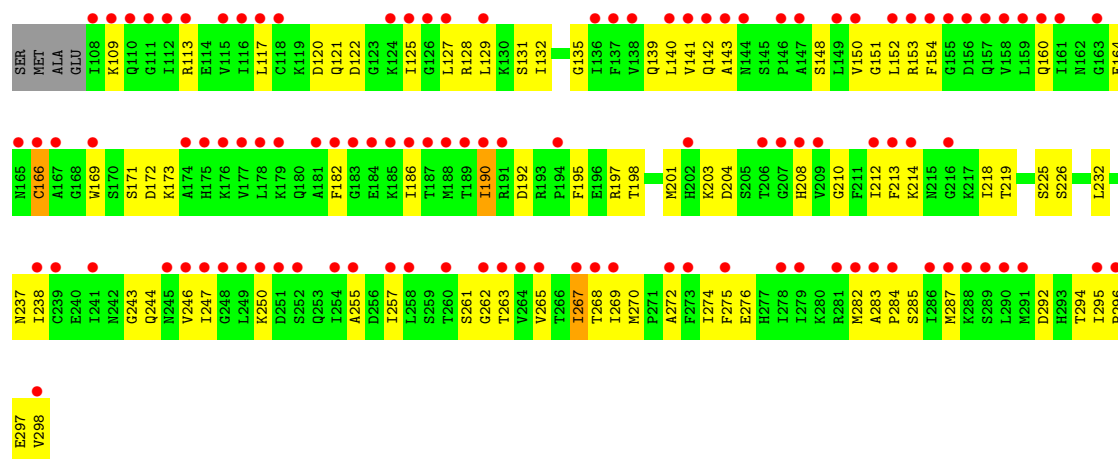 SER MET ALA GLU I108 K109 Q110 G111 I112 R113 E114 V115 I116 L117 C118 K119 D120 Q121 D122 G123 K124 I125 G126 L127 R128 L129 K130 S131 I132 G135 I136 F137 V138 Q139 L140 V141 Q142 A143 N144 S145 P146 A147 S148 L149 V150 G151 L152 R153 F154 G155 D156 Q157 V158 L159 Q160 I161 N162 G163 E164
N165 C166 A167 G168 W169 S170 S171 D172 K173 A174 H175 K176 V177 L178 K179 Q180 A181 F182 G183 E184 K185 I186 T187 M188 T189 I190 R191 D192 R193 P194 F195 E196 R197 T198 M201 H202 K203 D204 S205 T206 G207 H208 V209 G210 F211 I212 F213 K214 N215 G216 K217 I218 T219 S225 S226 L232
N237 I238 C239 E240 I241 N242 G243 Q244 N245 V246 I247 G248 L249 K250 D251 S252 Q253 I254 A255 D256 I257 L258 S259 T260 S261 G262 T263 V264 V265 T266 I267 T268 I269 M270 P271 A272 F273 I274 F275 E276 H277 I278 I279 K280 R281 M282 A283 P284 S285 I286 M287 K288 S289 L290 M291 D292 H293 T294 I295 P296
E297 V298